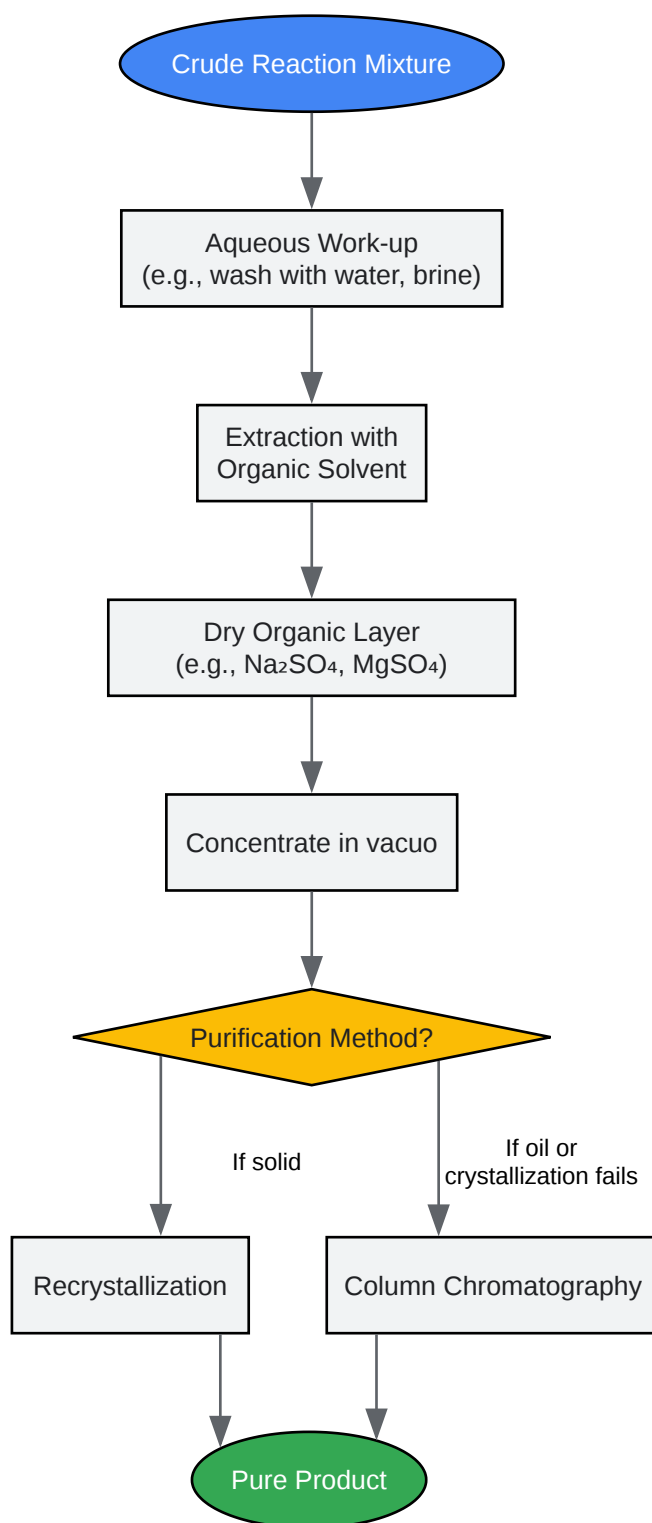 Crude Reaction Mixture
Aqueous Work-up
(e.g., wash with water, brine)
Extraction with
Organic Solvent
Dry Organic Layer
(e.g., Na₂SO₄, MgSO₄)
Concentrate in vacuo
Purification Method?
If solid
If oil or
crystallization fails
Recrystallization
Column Chromatography
Pure Product